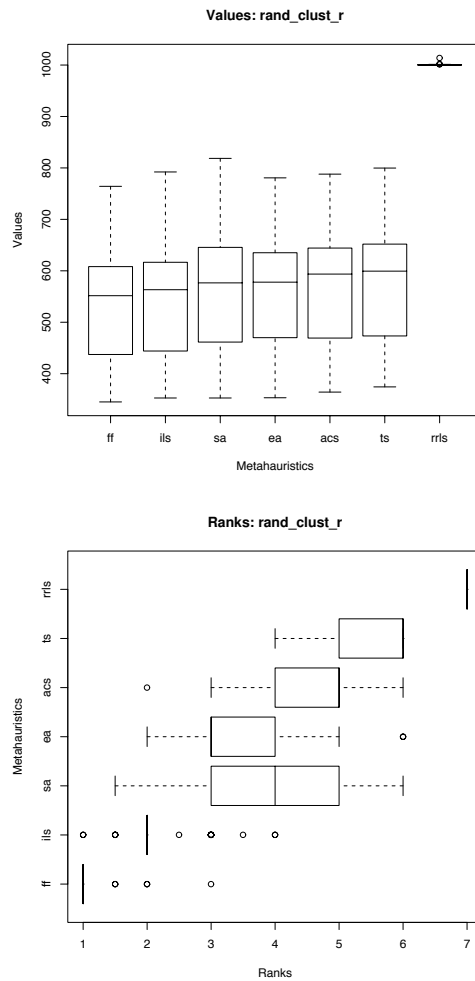 Values: rand_clust_r
1000
900
800
700
600
500
400
Values
ff ils sa ea acs ts rrls
Metahauristics
Ranks: rand_clust_r
rrls
ts
acs
ea
sa
ils
ff
Metahauristics
1 2 3 4 5 6 7
Ranks